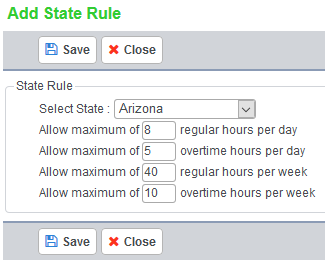 Add State Rule
Save Close
State Rule
Select State : Arizona
Allow maximum of 8 regular hours per day
Allow maximum of 5 overtime hours per day
Allow maximum of 40 regular hours per week
Allow maximum of 10 overtime hours per week
Save Close